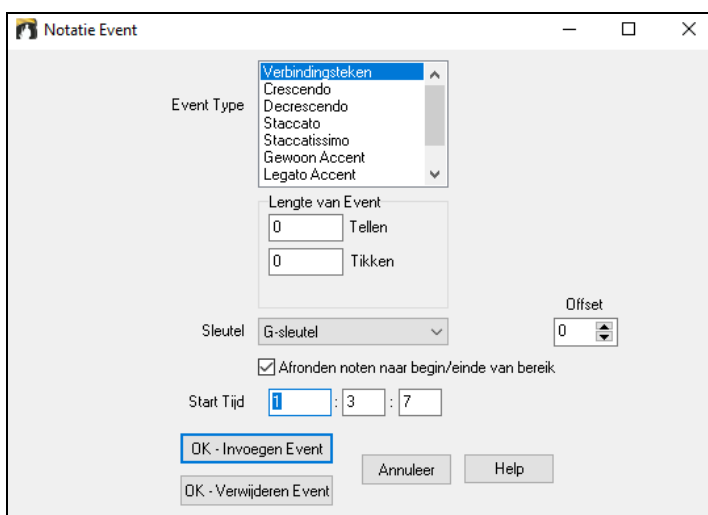 Notatie Event
Event Type
Verbindingsteken
Crescendo
Decrescendo
Staccato
Staccatissimo
Gewoon Accent
Legato Accent
Lengte van Event
0 Tellen
0 Tikken
Offset
Sleutel G-sleutel 0
Afronden noten naar begin/einde van bereik
Start Tijd 1 : 3 : 7
OK - Invoegen Event
Annuleer Help
OK - Verwijderen Event